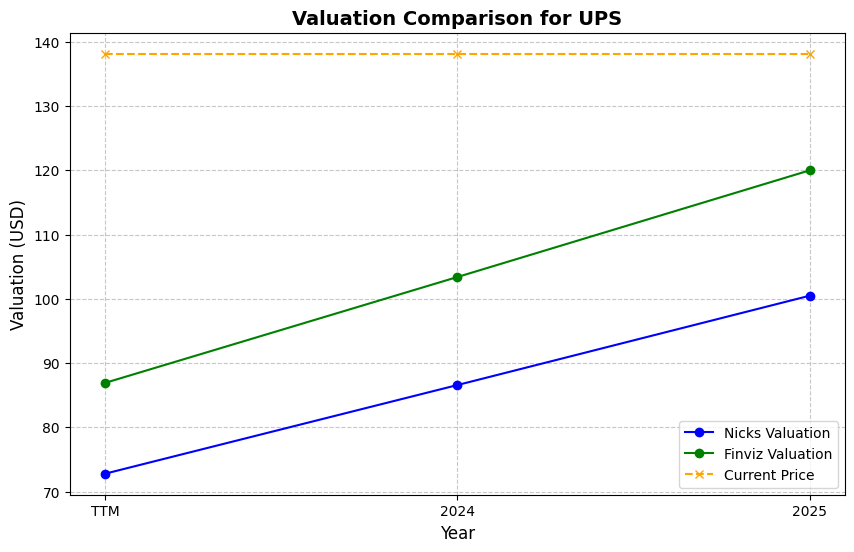 Valuation Comparison for UPS
140
130
120
110
100
90
80
70
Valuation (USD)
TTM
2024
2025
Year
Nicks Valuation
Finviz Valuation
Current Price